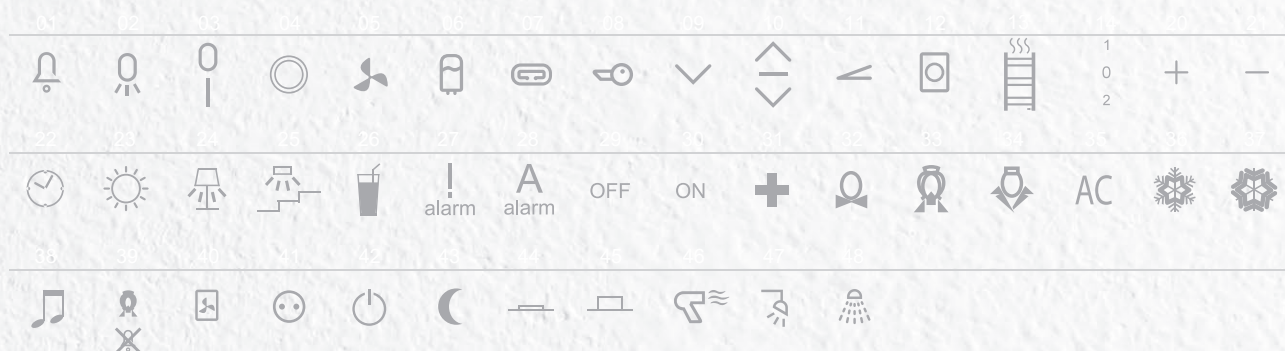 01 02 03 04 05 06 07 08 09 10 11 12 13 14 20 21
1
0
2
22 23 24 25 26 27 28 29 30 31 32 33 34 35 36 37
! A OFF ON AC
alarm alarm
38 39 40 41 42 43 44 45 46 47 48